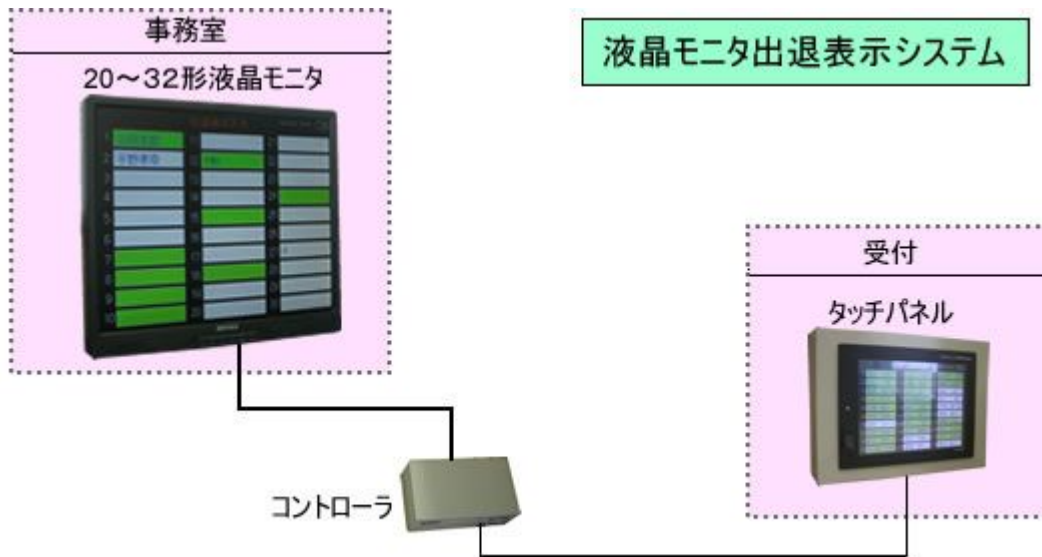 事務室
20～32形液晶モニタ
液晶モニタ出退表示システム
受付
タッチパネル
コントローラ